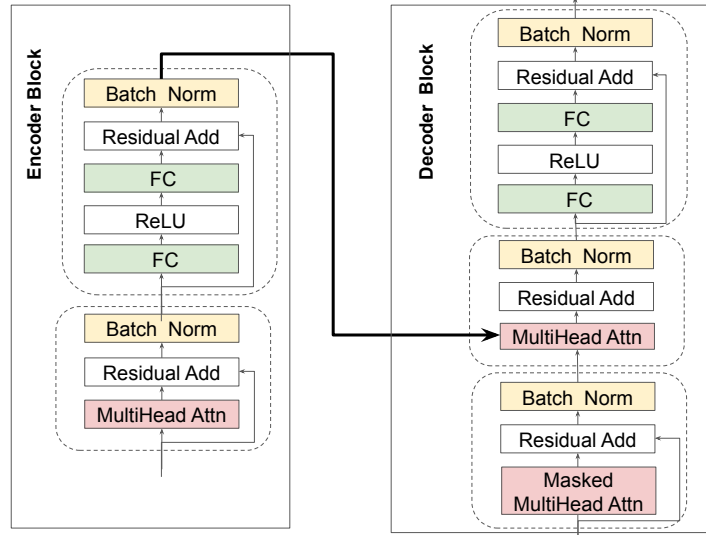 Encoder Block
Batch Norm
Residual Add
FC
ReLU
FC
Batch Norm
Residual Add
MultiHead Attn
Decoder Block
Batch Norm
Residual Add
FC
ReLU
FC
Batch Norm
Residual Add
MultiHead Attn
Batch Norm
Residual Add
Masked
MultiHead Attn